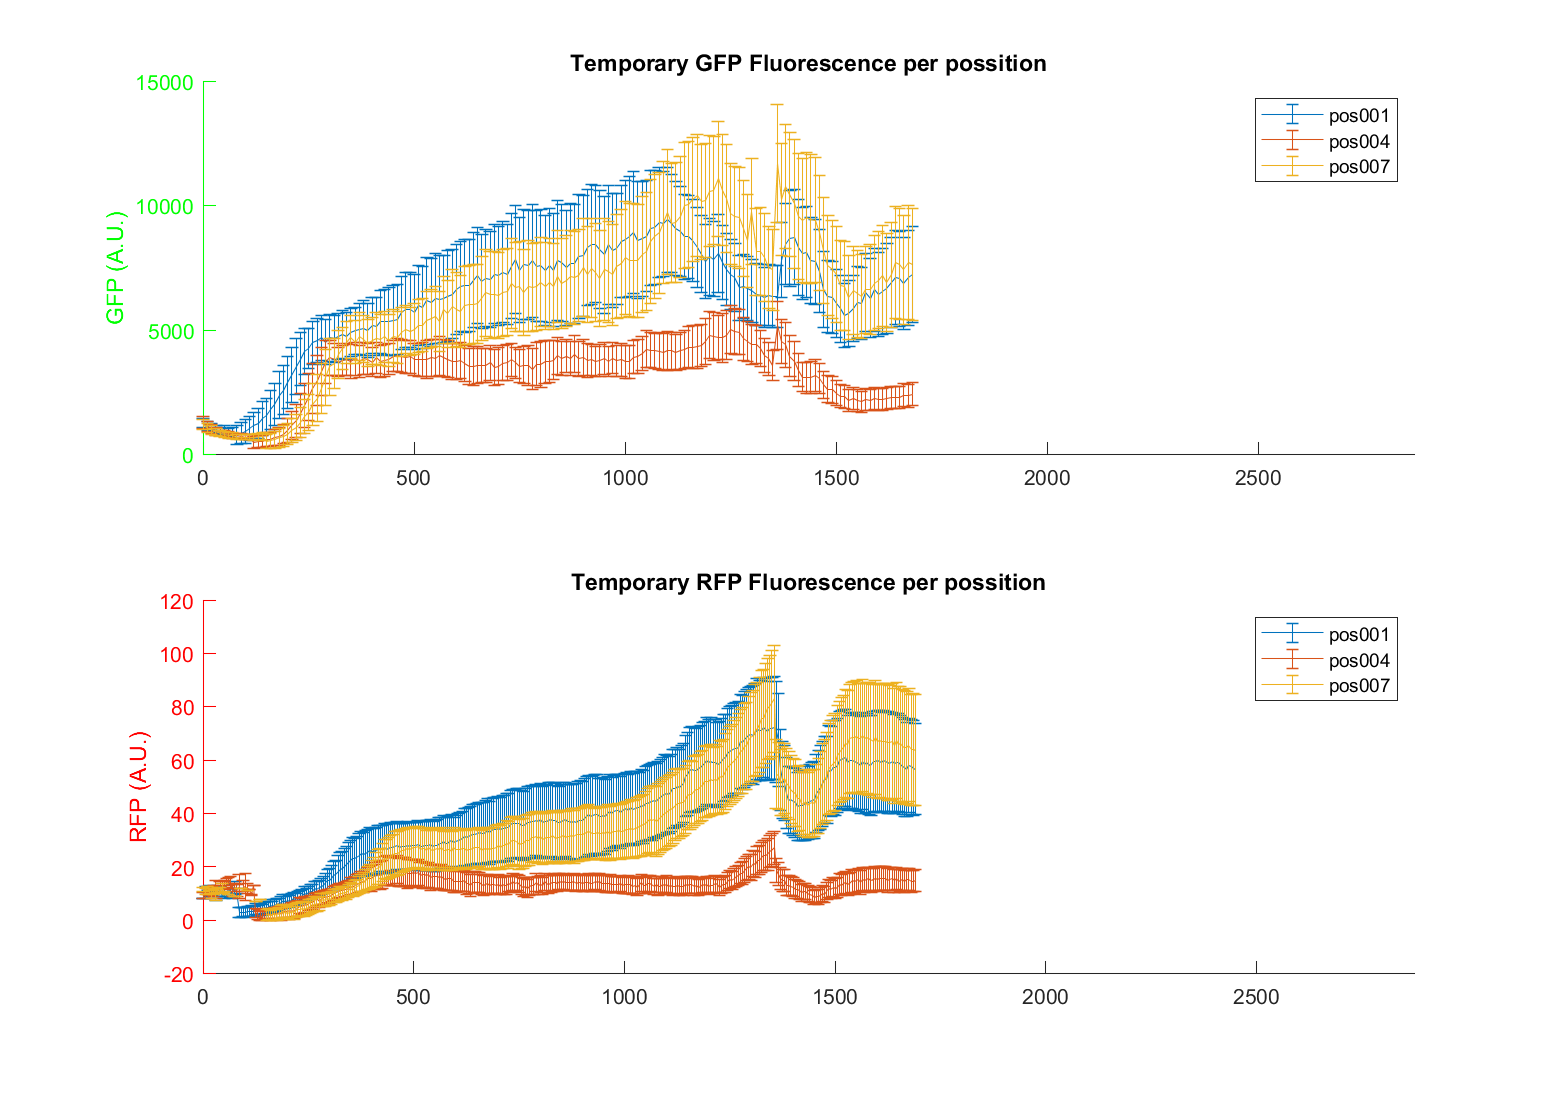 Temporary GFP Fluorescence per possition
15000
10000
5000
0
GFP (A.U.)
0 500 1000 1500 2000 2500
pos001
pos004
pos007
Temporary RFP Fluorescence per possition
120
100
80
60
40
20
0
-20
RFP (A.U.)
0 500 1000 1500 2000 2500
pos001
pos004
pos007